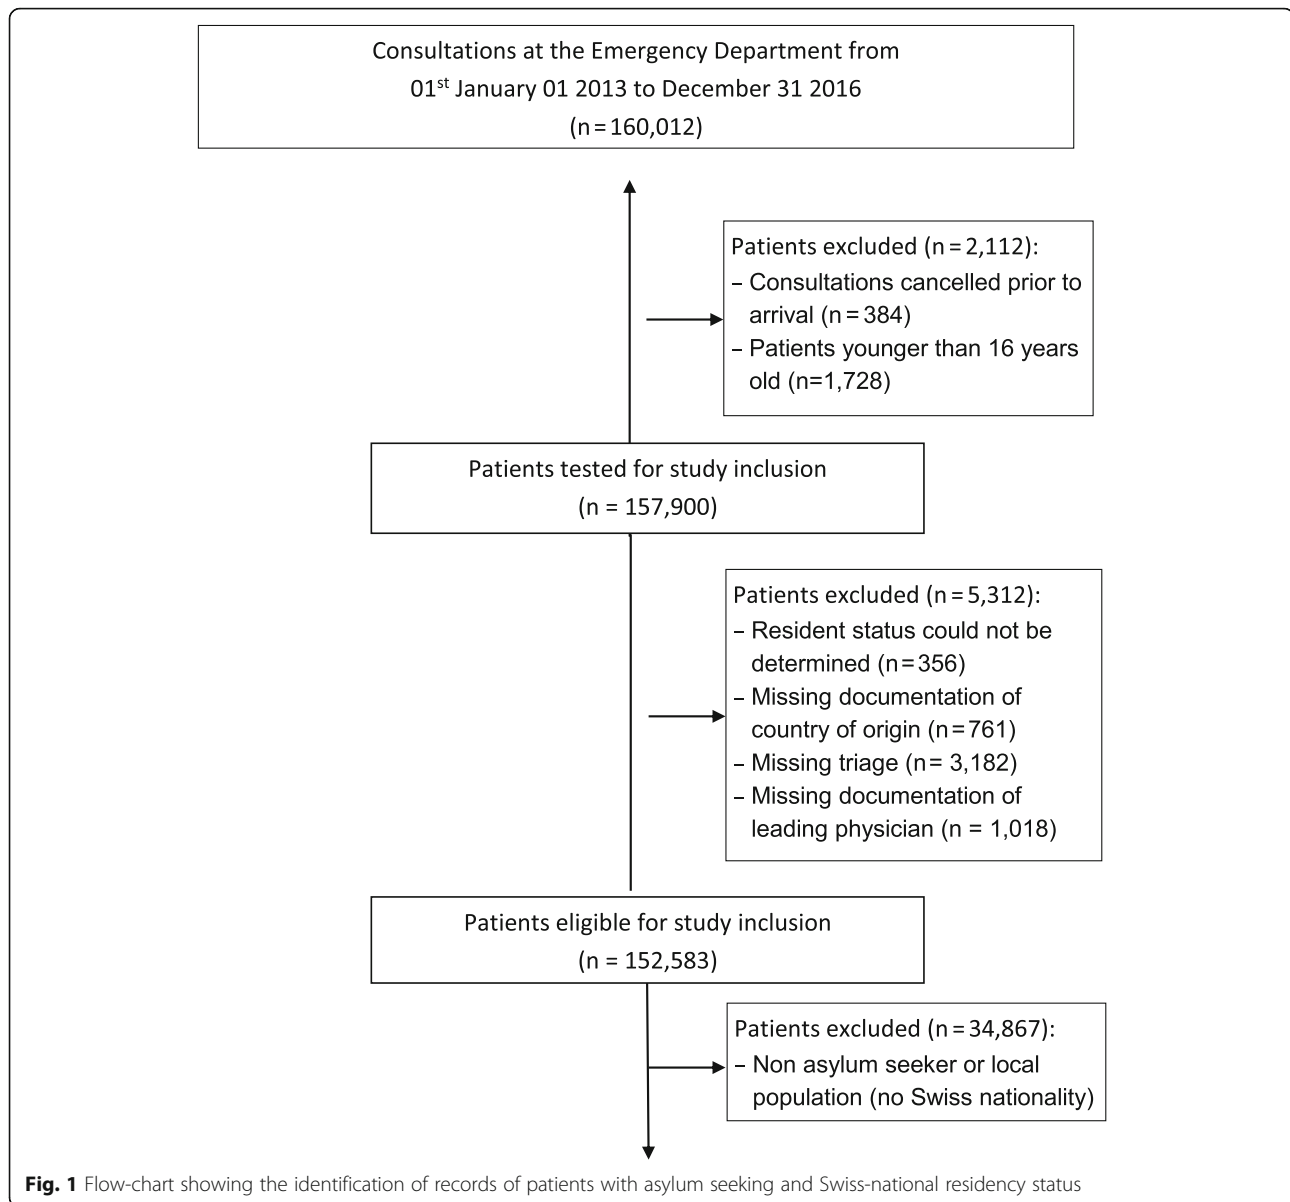 Consultations at the Emergency Department from
01st January 01 2013 to December 31 2016
(n = 160,012)
Patients excluded (n = 2,112):
– Consultations cancelled prior to
arrival (n = 384)
– Patients younger than 16 years
old (n=1,728)
Patients tested for study inclusion
(n = 157,900)
Patients excluded (n = 5,312):
– Resident status could not be
determined (n = 356)
– Missing documentation of
country of origin (n = 761)
– Missing triage (n = 3,182)
– Missing documentation of
leading physician (n = 1,018)
Patients eligible for study inclusion
(n = 152,583)
Patients excluded (n = 34,867):
– Non asylum seeker or local
population (no Swiss nationality)
Fig. 1 Flow-chart showing the identification of records of patients with asylum seeking and Swiss-national residency status